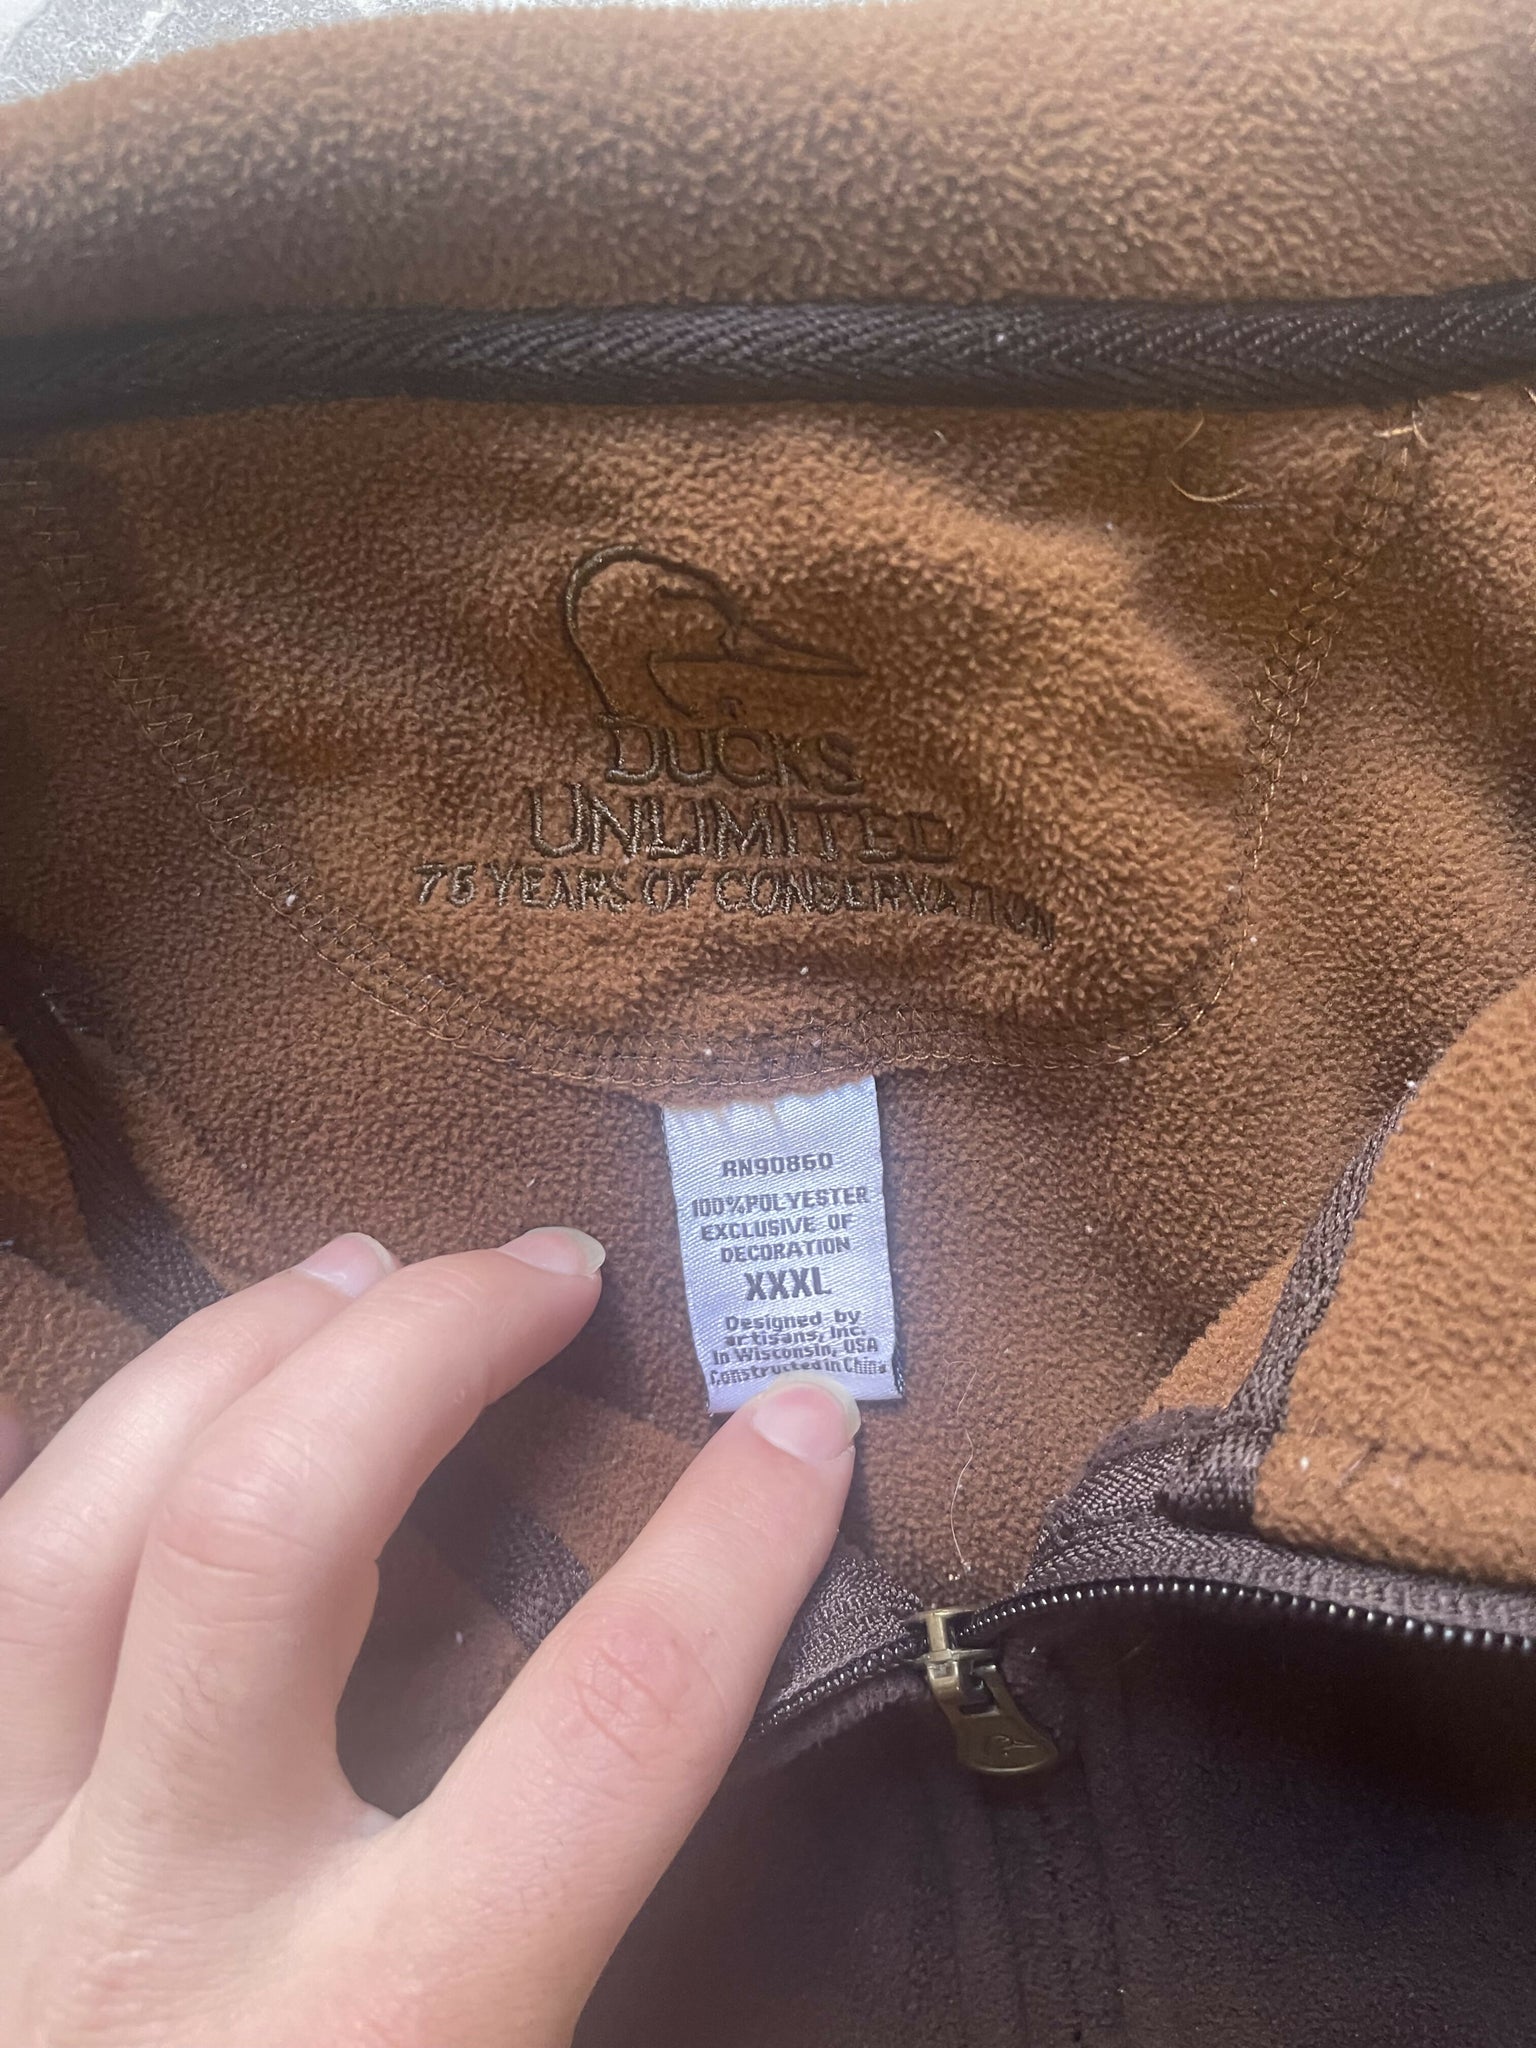 DUCKS
UNLIMITED
75 YEARS OF CONSERVATION
RN90860
100%POLYESTER
EXCLUSIVE OF
DECORATION
XXXL
Designed by
artisans, Inc.
In Wisconsin, USA
Constructed in China